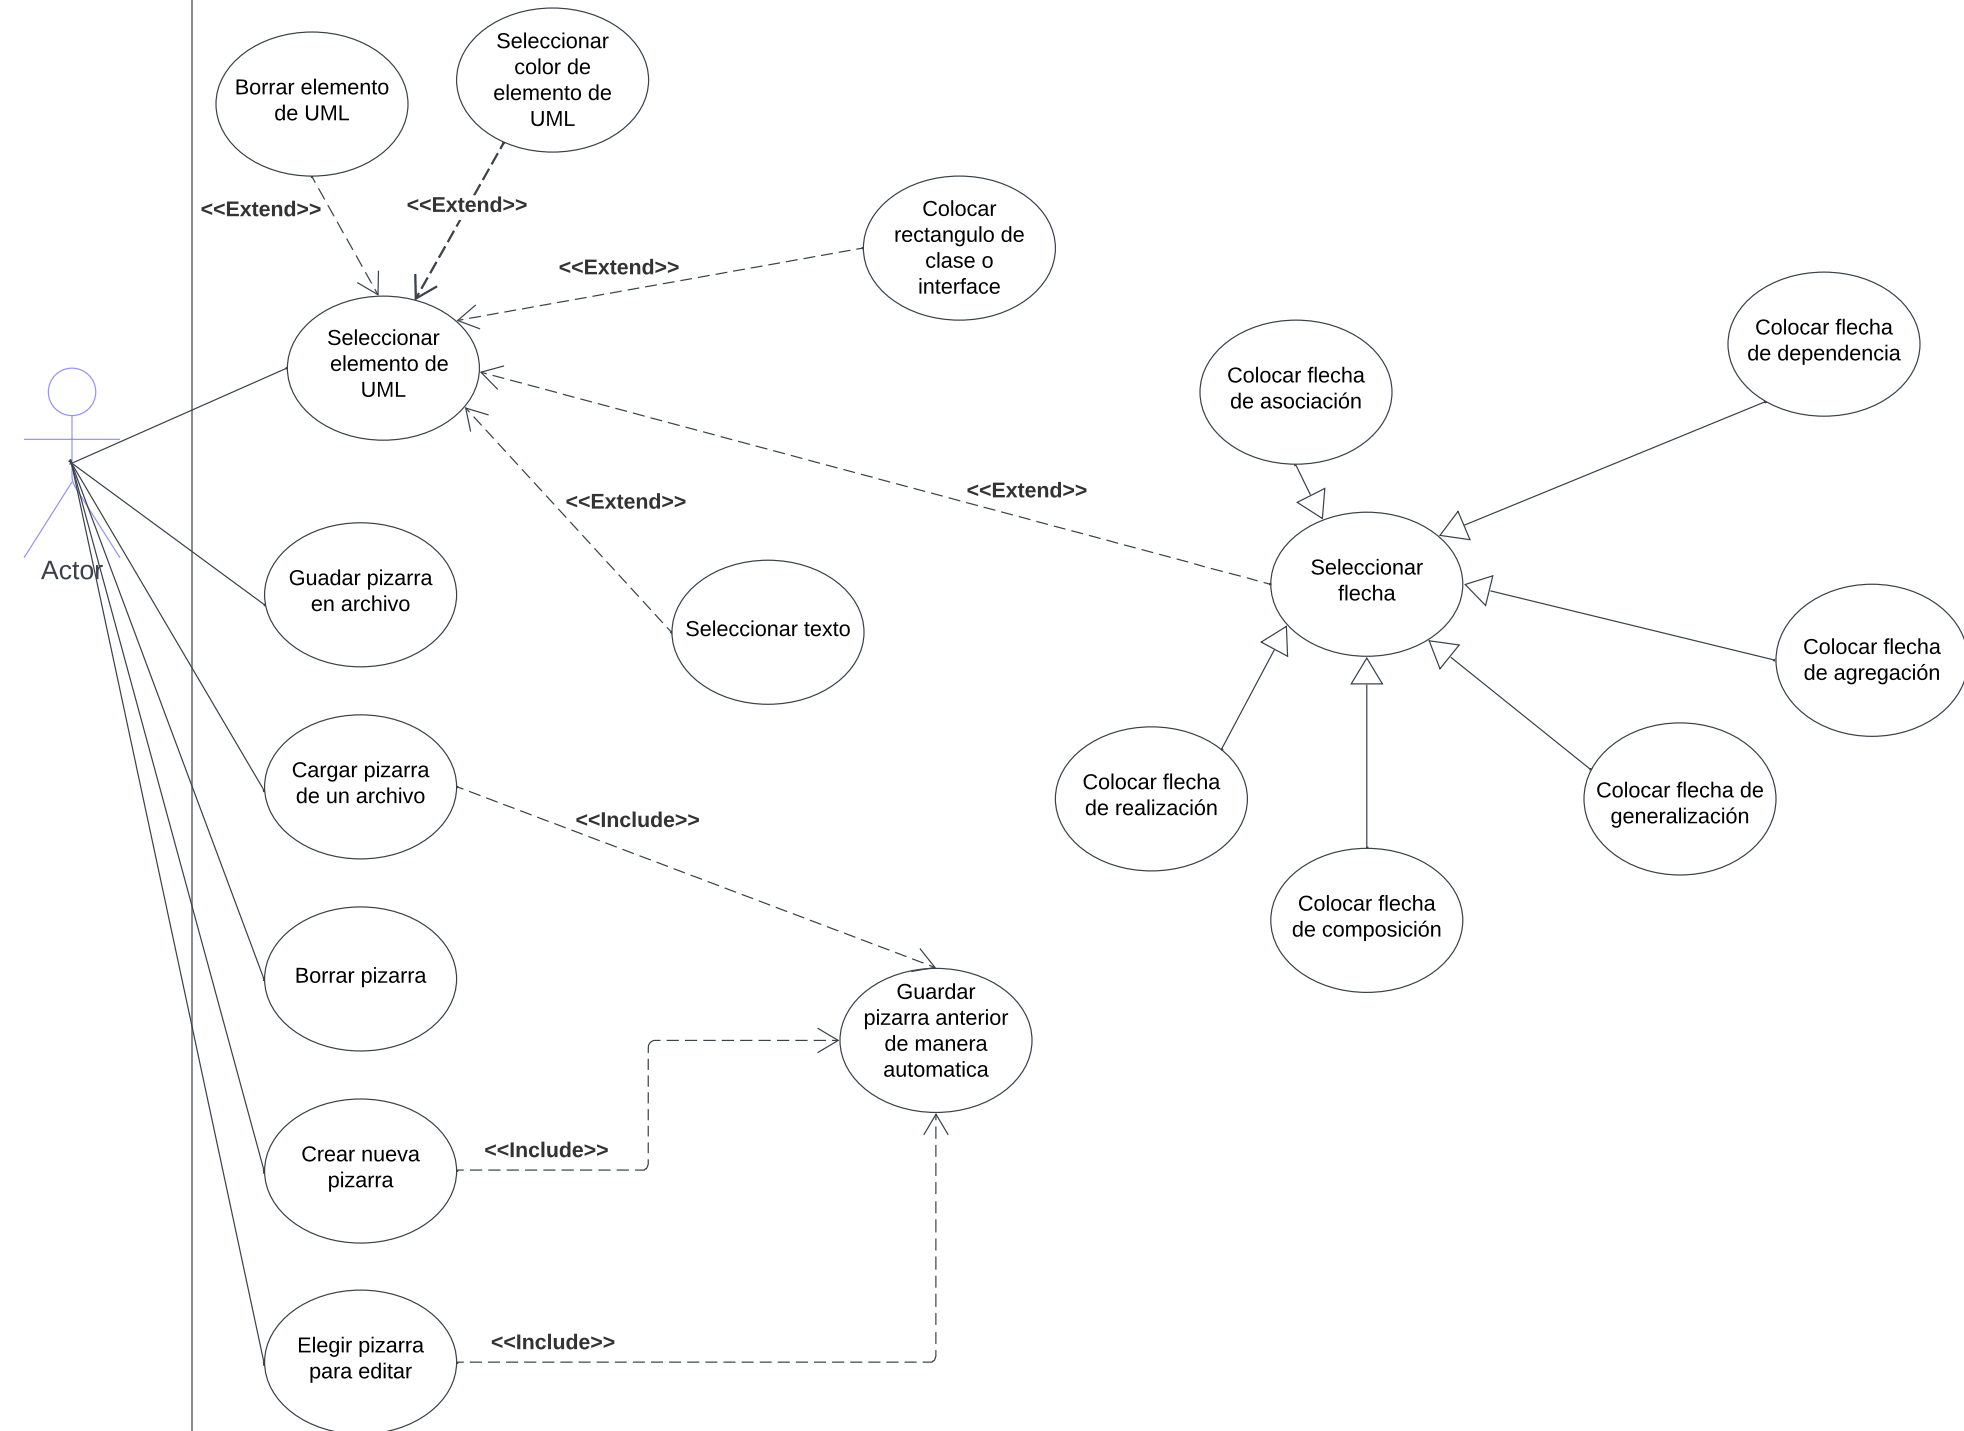 Borrar elemento
de UML
Seleccionar
color de
elemento de
UML
<<Extend>>
<<Extend>>
<<Extend>>
Colocar
rectangulo de
clase o
interface
Seleccionar
elemento de
UML
Colocar flecha
de asociación
Colocar flecha
de dependencia
<<Extend>>
<<Extend>>
Actor
Guadar pizarra
en archivo
Seleccionar texto
Seleccionar
flecha
Colocar flecha
de agregación
Cargar pizarra
de un archivo
<<Include>>
Colocar flecha
de realización
Colocar flecha de
generalización
Colocar flecha
de composición
Borrar pizarra
Guardar
pizarra anterior
de manera
automatica
Crear nueva
pizarra
<<Include>>
Elegir pizarra
para editar
<<Include>>